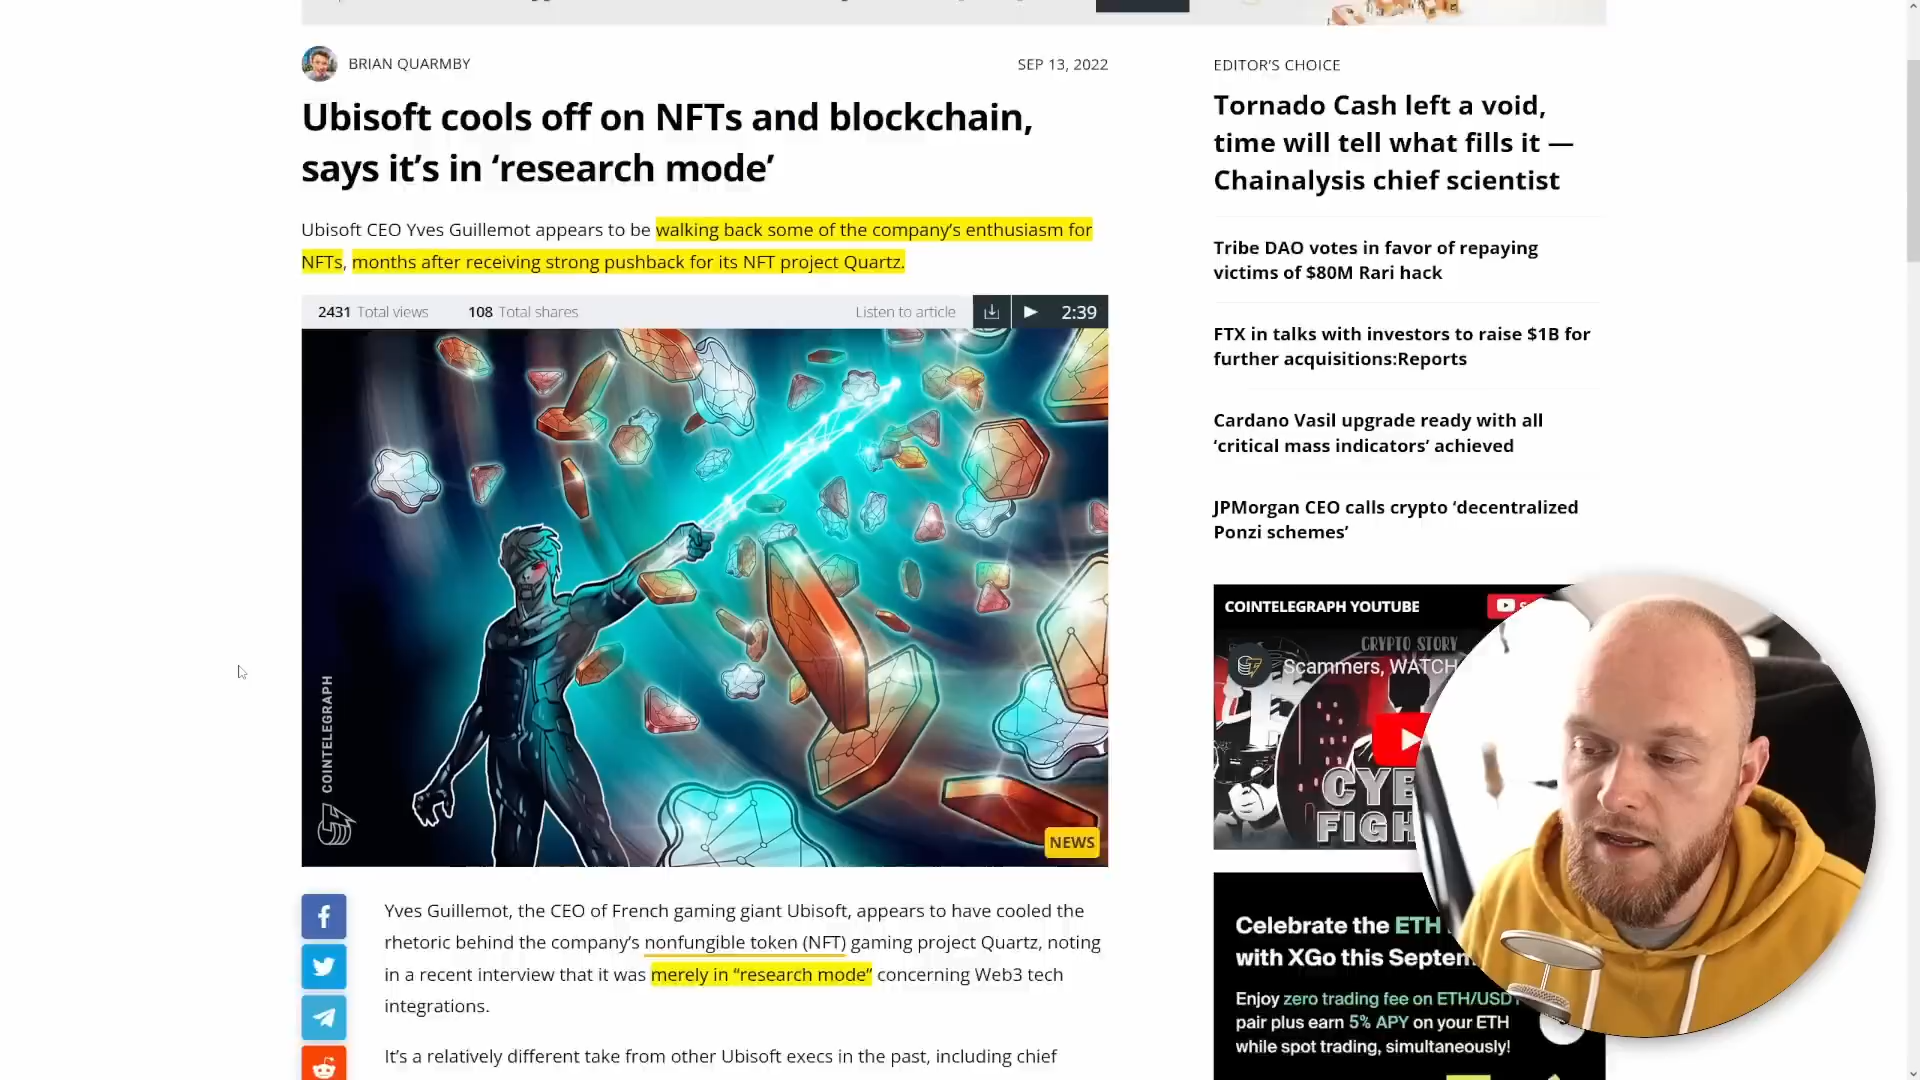 BRIAN QUARMBY
SEP 13, 2022
Ubisoft cools off on NFTs and blockchain,
says it’s in ‘research mode’
Ubisoft CEO Yves Guillemot appears to be walking back some of the company’s enthusiasm for
NFTs, months after receiving strong pushback for its NFT project Quartz.
2431 Total views
108 Total shares
Listen to article
2:39
COINTELEGRAPH
NEWS
Yves Guillemot, the CEO of French gaming giant Ubisoft, appears to have cooled the
rhetoric behind the company’s nonfungible token (NFT) gaming project Quartz, noting
in a recent interview that it was merely in “research mode” concerning Web3 tech
integrations.
It’s a relatively different take from other Ubisoft execs in the past, including chief
EDITOR’S CHOICE
Tornado Cash left a void,
time will tell what fills it —
Chainalysis chief scientist
Tribe DAO votes in favor of repaying
victims of $80M Rari hack
FTX in talks with investors to raise $1B for
further acquisitions:Reports
Cardano Vasil upgrade ready with all
‘critical mass indicators’ achieved
JPMorgan CEO calls crypto ‘decentralized
Ponzi schemes’
COINTELEGRAPH YOUTUBE
CRYPTO STORY
Scammers, WATCH
Celebrate the ETH
with XGo this
Enjoy zero trading fee on ETH/USDT
pair plus earn 5% APY on your ETH
while spot trading, simultaneously!